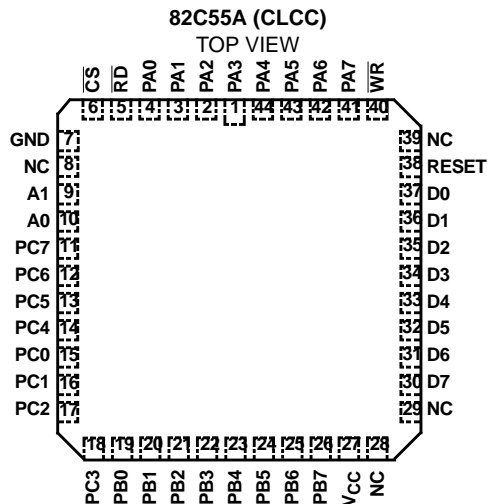 82C55A (CLCC)
TOP VIEW
CS RD PA0 PA1 PA2 PA3 PA4 PA5 PA6 PA7 WR
6 5 4 3 2 1 44 43 42 41 40
GND 7 39 NC
NC 8 38 RESET
A1 9 37 D0
A0 10 36 D1
PC7 11 35 D2
PC6 12 34 D3
PC5 13 33 D4
PC4 14 32 D5
PC0 15 31 D6
PC1 16 30 D7
PC2 17 29 NC
18 19 20 21 22 23 24 25 26 27 28
PC3 PB0 PB1 PB2 PB3 PB4 PB5 PB6 PB7 VCC NC